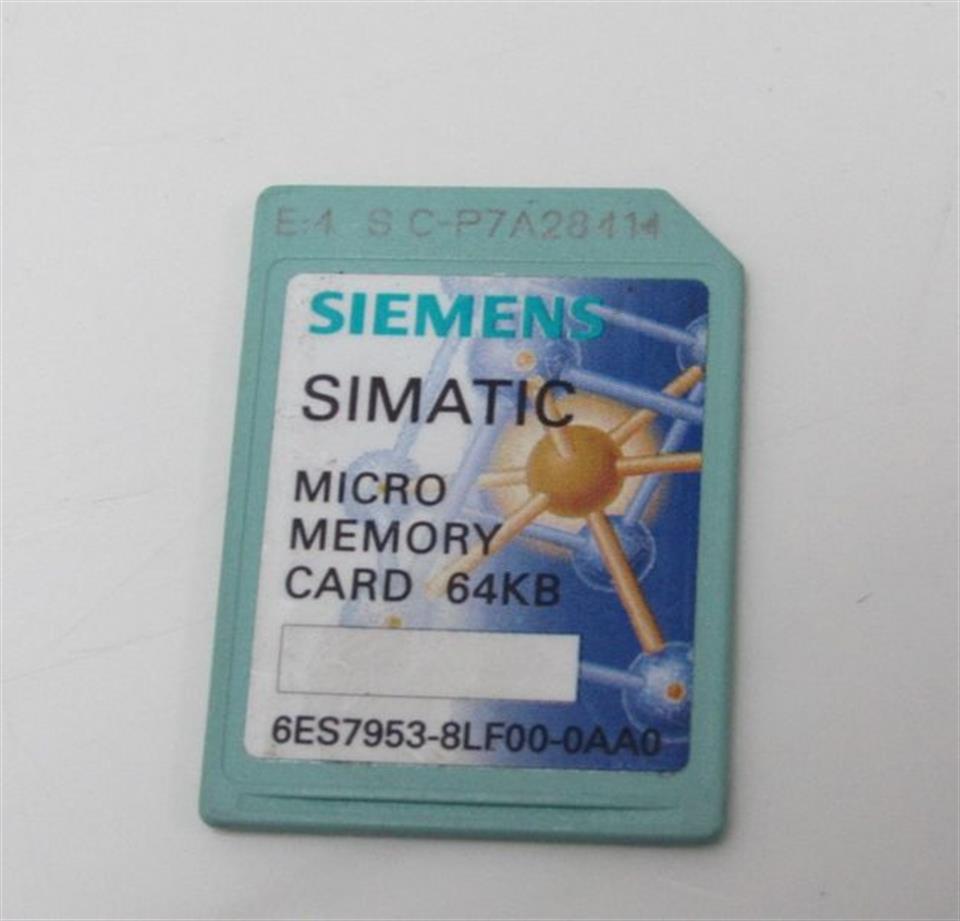 E:4 S C-P7A28414
SIEMENS
SIMATIC
MICRO
MEMORY
CARD 64KB
6ES7953-8LF00-0AA0